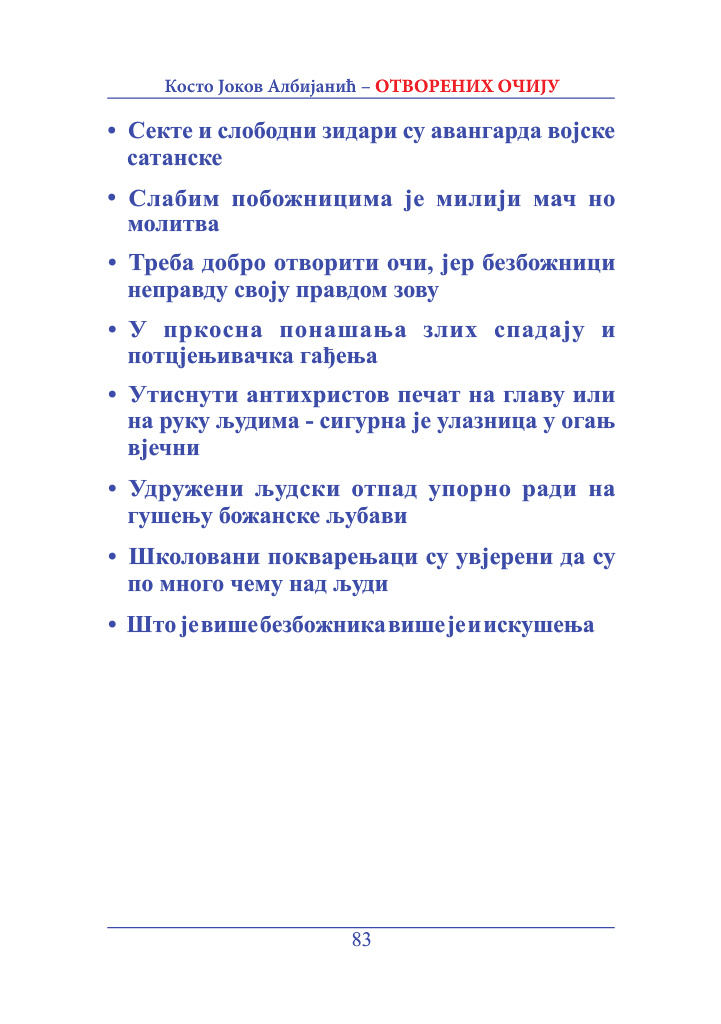 Косто Јоков Албијанић – ОТВОРЕНИХ ОЧИЈУ
• Секте и слободни зидари су авангарда војске
сатанске
• Слабим побожницима је милији мач но
молитва
• Треба добро отворити очи, јер безбожници
неправду своју правдом зову
• У пркосна понашања злих спадају и
потцјењивачка гађења
• Утиснути антихристов печат на главу или
на руку људима - сигурна је улазница у огањ
вјечни
• Удружени људски отпад упорно ради на
гушењу божанске љубави
• Школовани покварењаци су увјерени да су
по много чему над људи
• Што је више безбожника више је и искушења
83